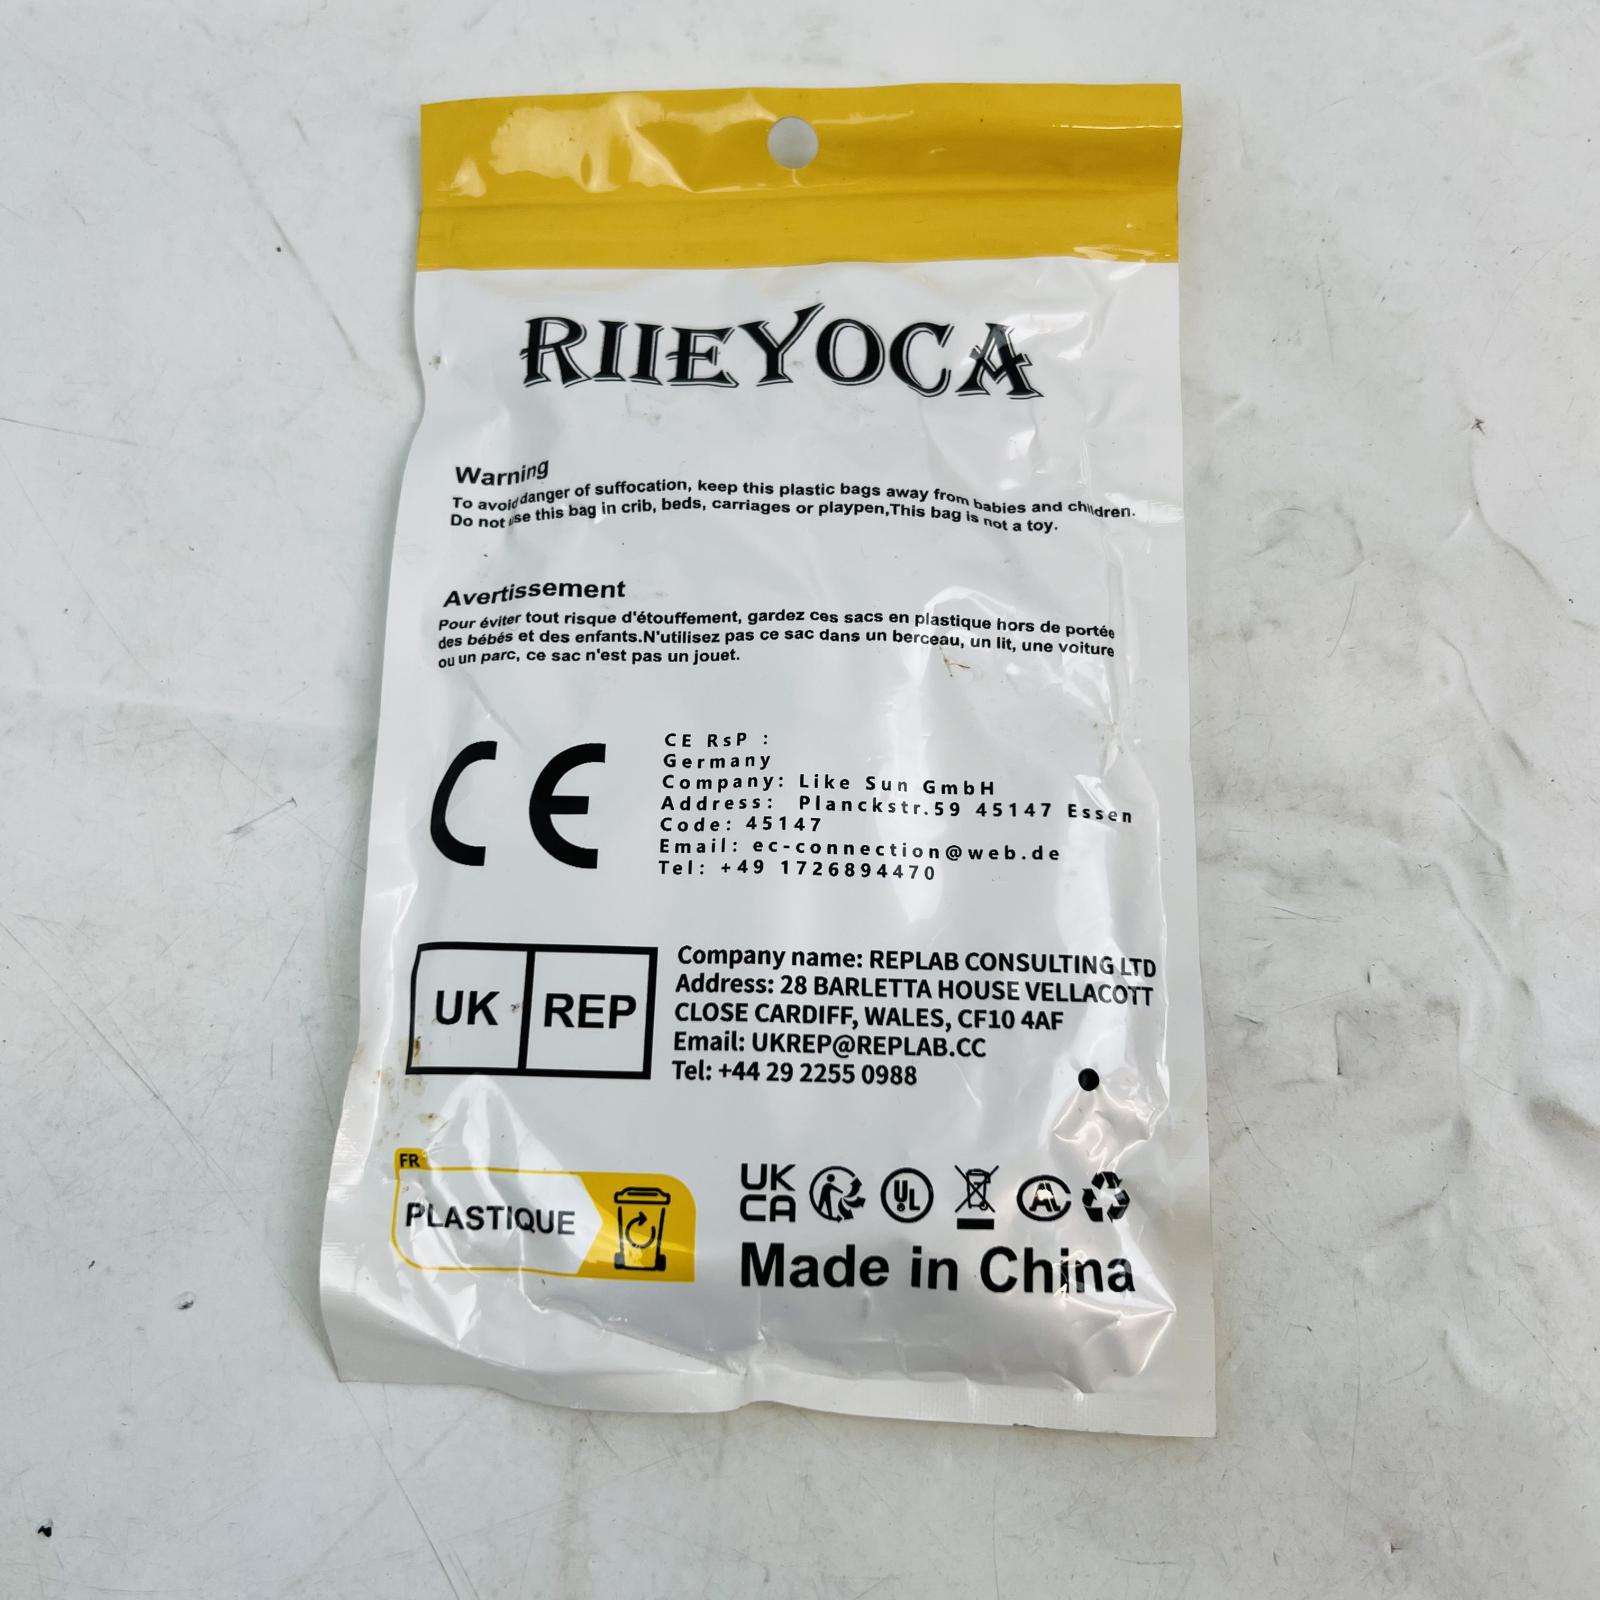 RIIEYOCA
Warning
To avoid danger of suffocation, keep this plastic bags away from babies and children.
Do not use this bag in crib, beds, carriages or playpen,This bag is not a toy.
Avertissement
Pour éviter tout risque d'étouffement, gardez ces sacs en plastique hors de portée
des bébés et des enfants.N'utilisez pas ce sac dans un berceau, un lit, une voiture
ou un parc, ce sac n'est pas un jouet.
CE
CE RsP :
Germany
Company: Like Sun GmbH
Address: Planckstr.59 45147 Essen
Code: 45147
Email: ec-connection@web.de
Tel: +49 1726894470
UK REP
Company name: REPLAB CONSULTING LTD
Address: 28 BARLETTA HOUSE VELLACOTT
CLOSE CARDIFF, WALES, CF10 4AF
Email: UKREP@REPLAB.CC
Tel: +44 29 2255 0988
FR
PLASTIQUE
UK
CA
UL
Made in China